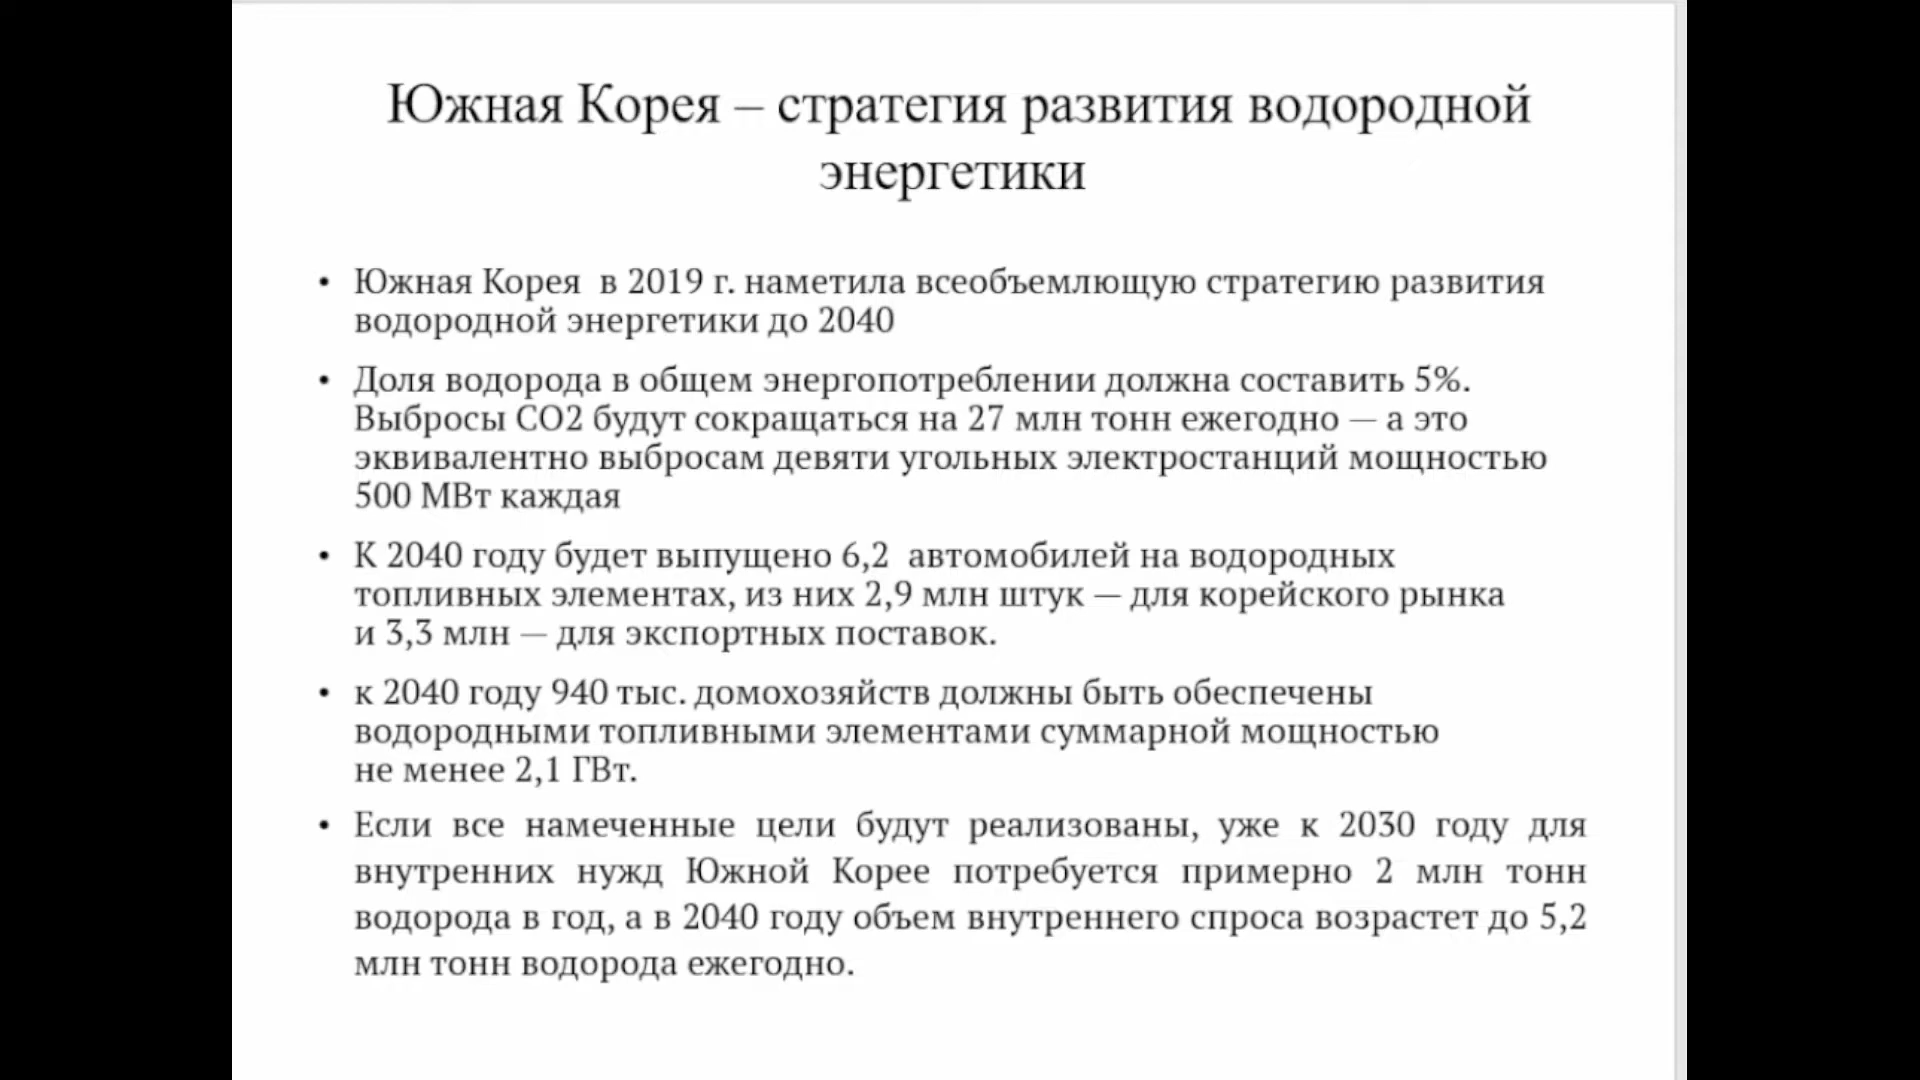 Южная Корея – стратегия развития водородной
энергетики
• Южная Корея  в 2019 г. наметила всеобъемлющую стратегию развития
водородной энергетики до 2040
• Доля водорода в общем энергопотреблении должна составить 5%.
Выбросы СО2 будут сокращаться на 27 млн тонн ежегодно — а это
эквивалентно выбросам девяти угольных электростанций мощностью
500 МВт каждая
• К 2040 году будет выпущено 6,2  автомобилей на водородных
топливных элементах, из них 2,9 млн штук — для корейского рынка
и 3,3 млн — для экспортных поставок.
• к 2040 году 940 тыс. домохозяйств должны быть обеспечены
водородными топливными элементами суммарной мощностью
не менее 2,1 ГВт.
• Если все намеченные цели будут реализованы, уже к 2030 году для
внутренних нужд Южной Корее потребуется примерно 2 млн тонн
водорода в год, а в 2040 году объем внутреннего спроса возрастет до 5,2
млн тонн водорода ежегодно.